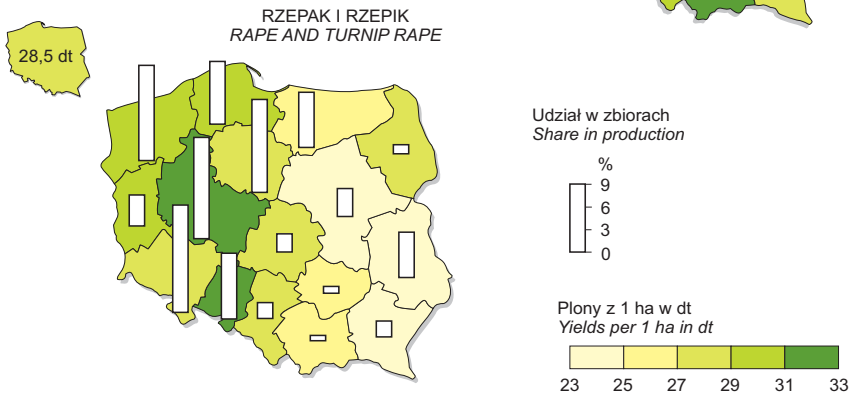 RZEPAK I RZEPIK
RAPE AND TURNIP RAPE
28,5 dt
Udział w zbiorach
Share in production
%
9
6
3
0
Plony z 1 ha w dt
Yields per 1 ha in dt
23 25 27 29 31 33